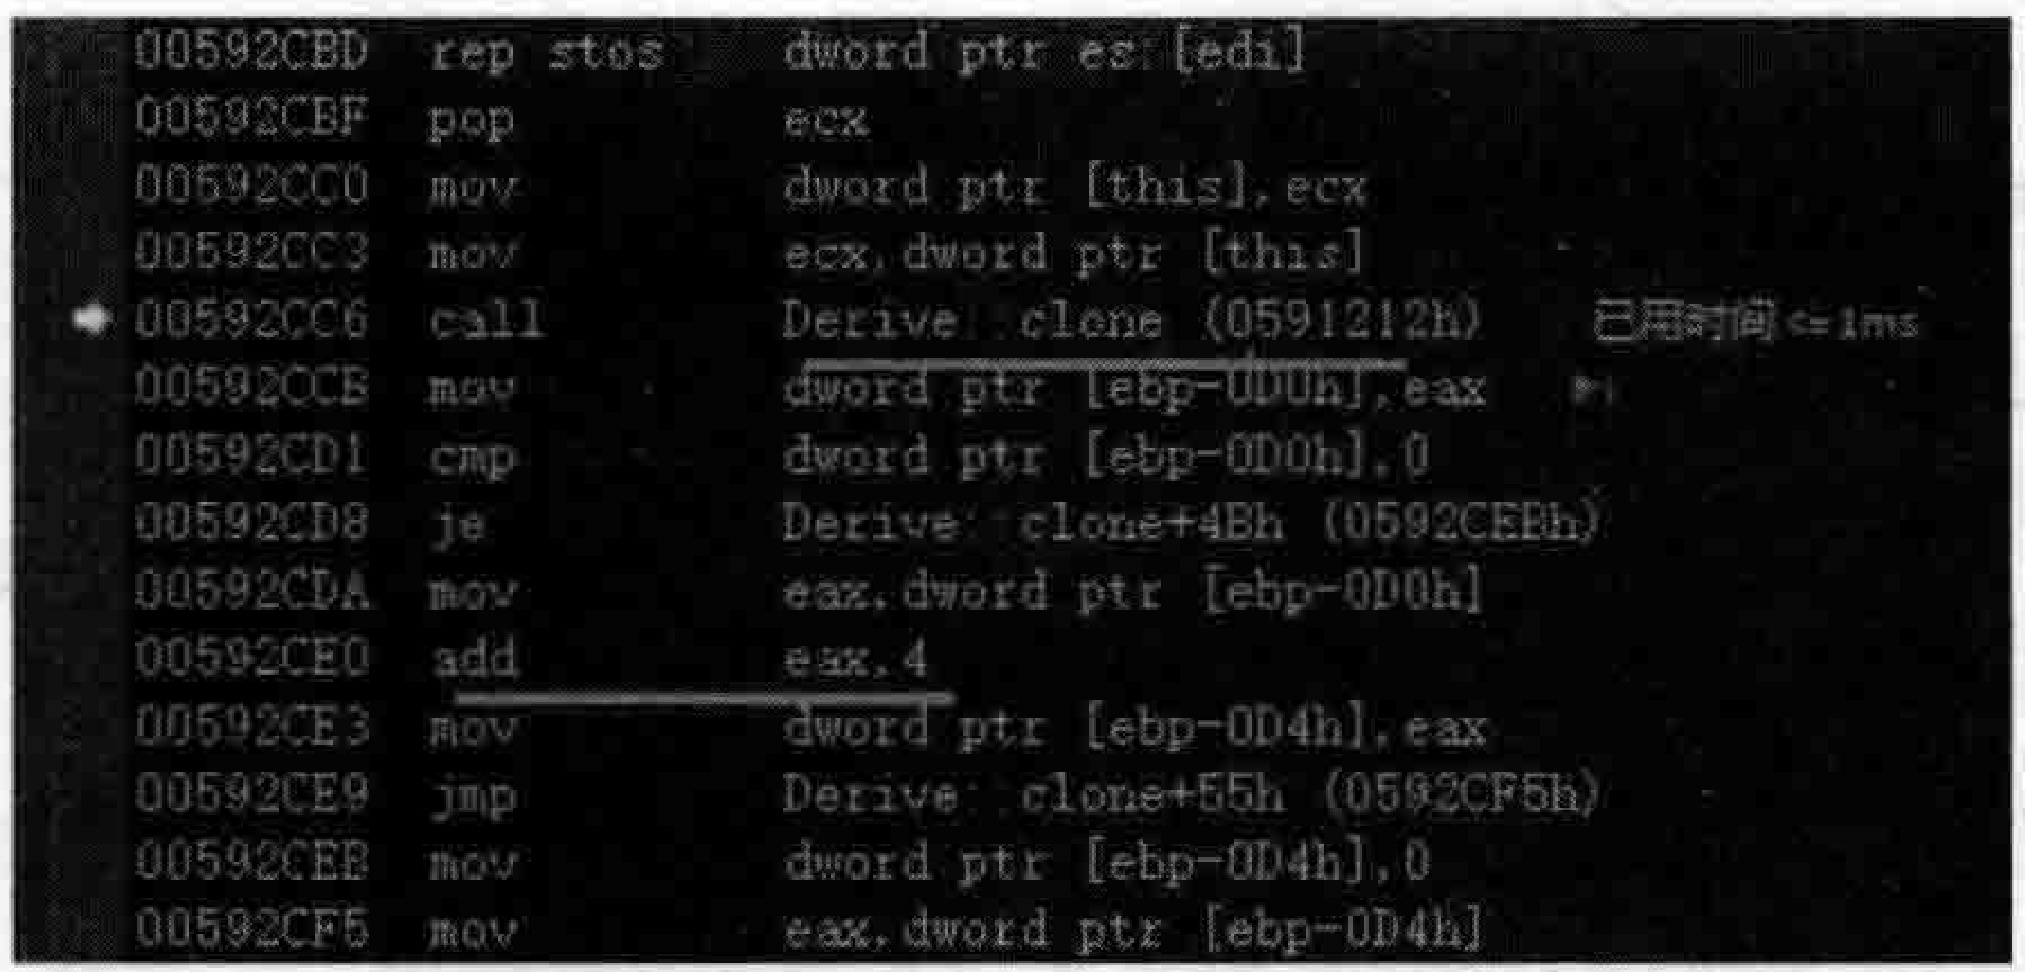 00592CBD rep stos dword ptr es:[edi]
00592CBF pop ecx
00592CC0 mov dword ptr [this],ecx
00592CC3 mov ecx,dword ptr [this]
00592CC6 call Derive::clone (0591212h) 已用时间<=1ms
00592CCB mov dword ptr [ebp-0D0h],eax
00592CD1 cmp dword ptr [ebp-0D0h],0
00592CD8 je Derive::clone+4Bh (0592CEBh)
00592CDA mov eax,dword ptr [ebp-0D0h]
00592CE0 add eax,4
00592CE3 mov dword ptr [ebp-0D4h],eax
00592CE9 jmp Derive::clone+55h (0592CF5h)
00592CEB mov dword ptr [ebp-0D4h],0
00592CF5 mov eax,dword ptr [ebp-0D4h]